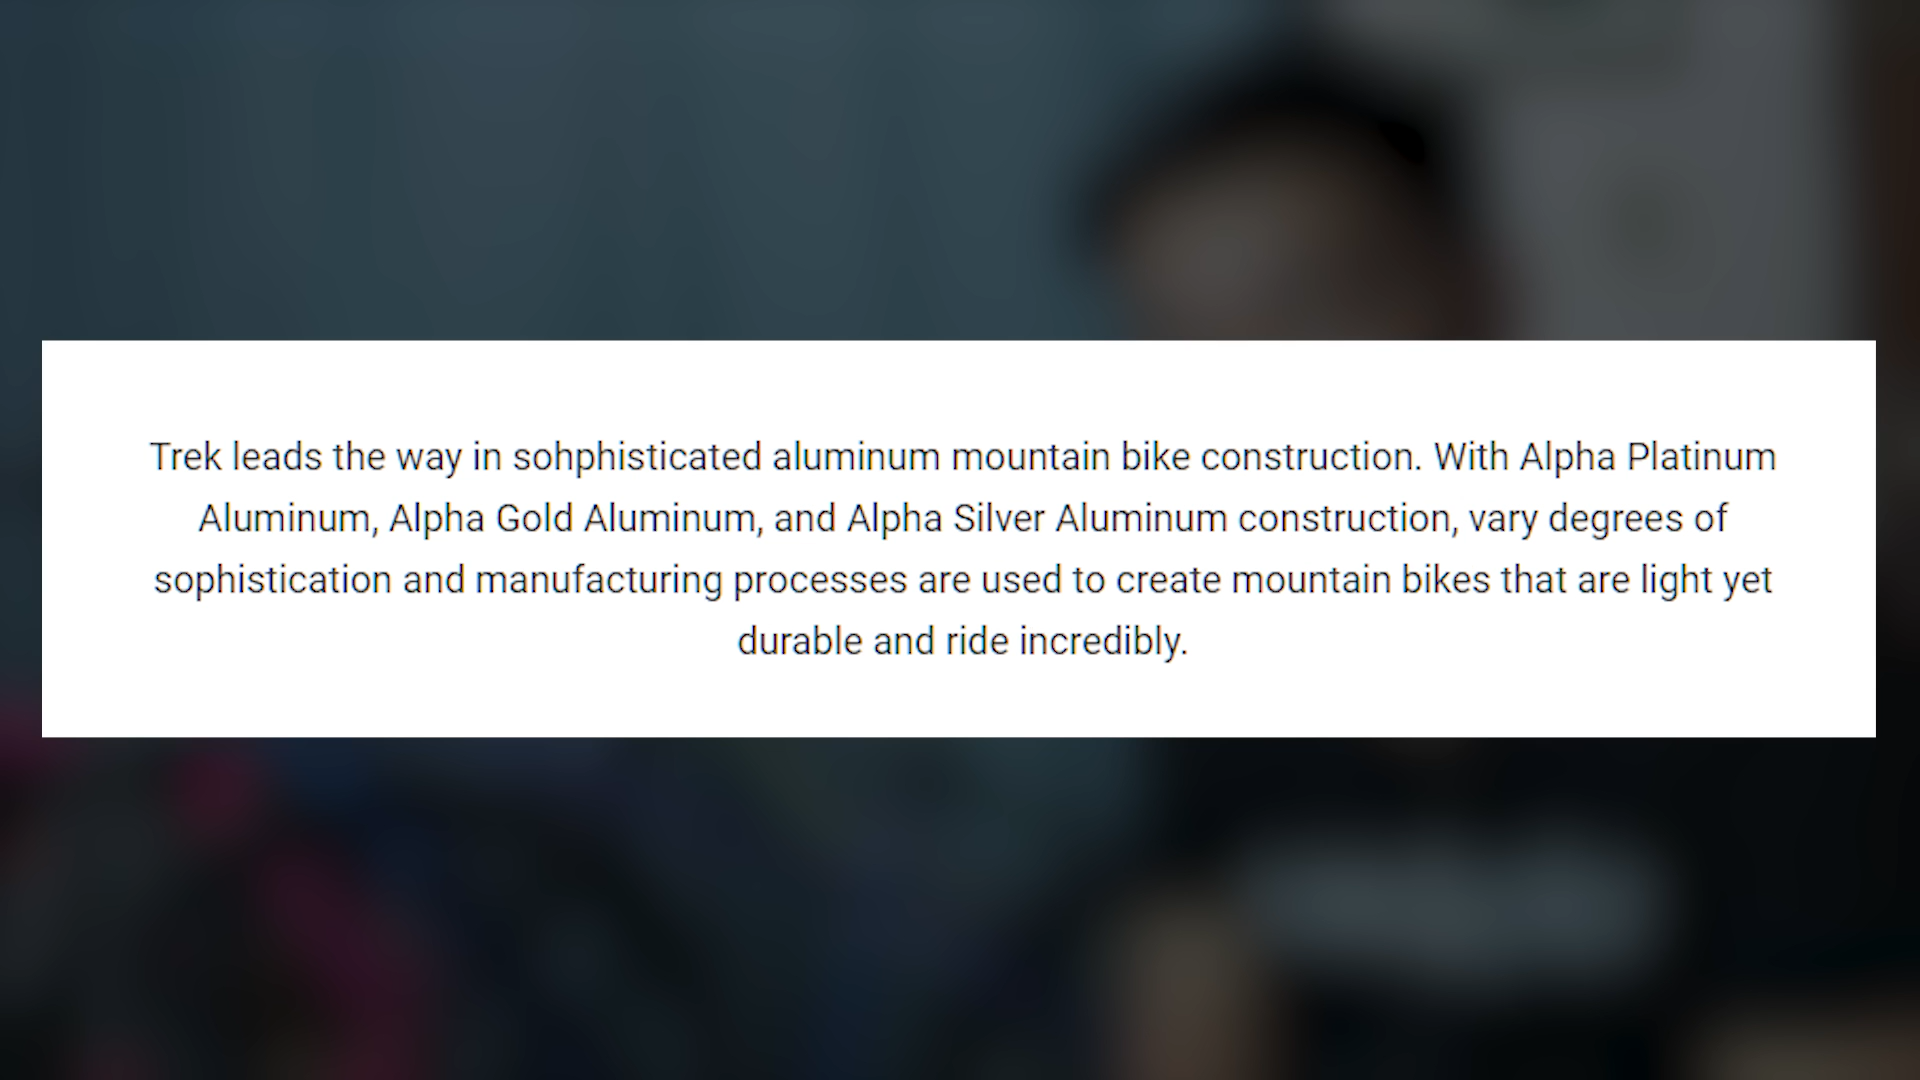 Trek leads the way in sohphisticated aluminum mountain bike construction. With Alpha Platinum
Aluminum, Alpha Gold Aluminum, and Alpha Silver Aluminum construction, vary degrees of
sophistication and manufacturing processes are used to create mountain bikes that are light yet
durable and ride incredibly.